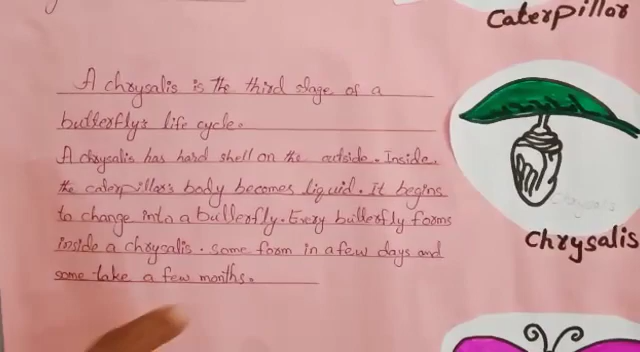 Caterpillar
A chrysalis is the third stage of a
butterfly's life cycle.
A chrysalis has hard shell on the outside. Inside,
the caterpillar's body becomes liquid. It begins
to change into a butterfly. Every butterfly forms
inside a chrysalis. Some form in a few days and
some take a few months.
Chrysalis
Chrysalis